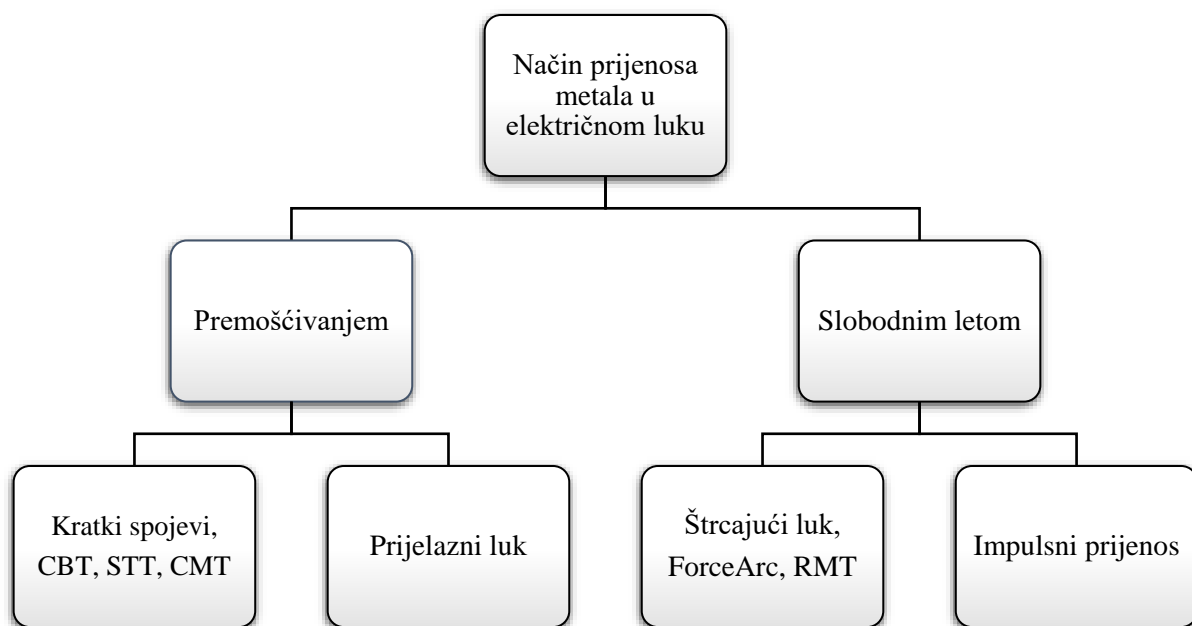 Način prijenosa
metala u
električnom luku
Premošćivanjem
Slobodnim letom
Kratki spojevi,
CBT, STT, CMT
Prijelazni luk
Štrcajući luk,
ForceArc, RMT
Impulsni prijenos